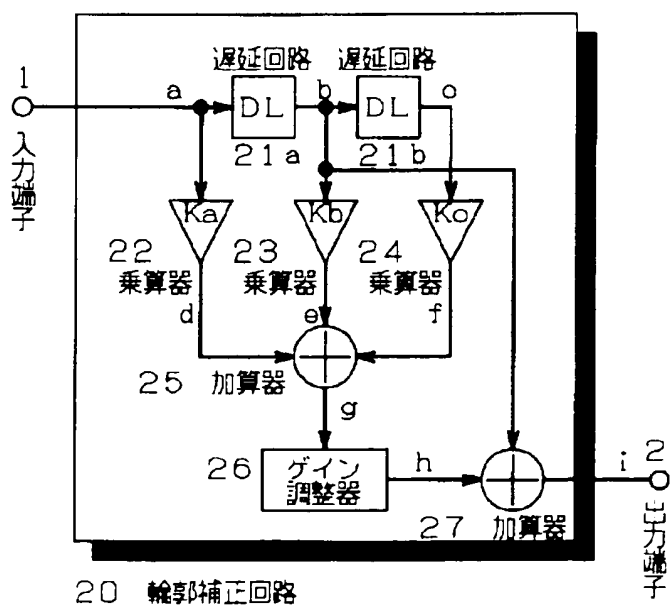 遅延回路 遅延回路
1 a b o
DL DL
入力端子
21a 21b
Ka Kb Ko
22 23 24
乗算器 乗算器 乗算器
d e f
25 加算器
g
26 ゲイン
調整器
h i 2
27 加算器
出力端子
20 輪郭補正回路